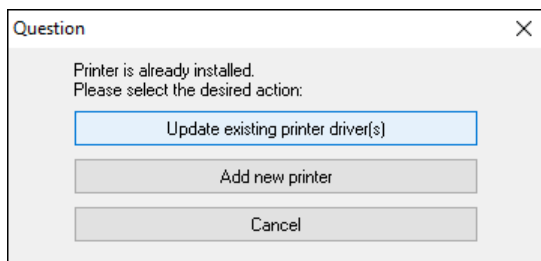 Question
Printer is already installed.
Please select the desired action:
Update existing printer driver(s)
Add new printer
Cancel